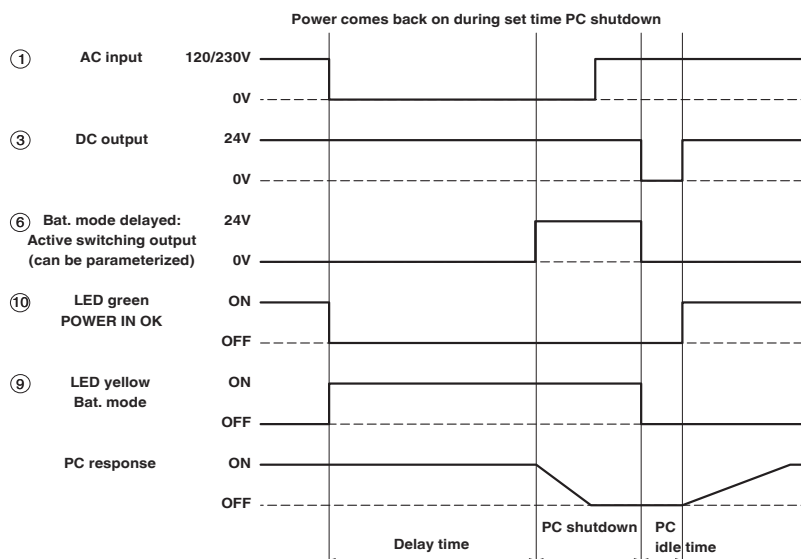 Power comes back on during set time PC shutdown
1 AC input 120/230V
0V
3 DC output 24V
0V
6 Bat. mode delayed: 24V
Active switching output
(can be parameterized) 0V
10 LED green ON
POWER IN OK
OFF
9 LED yellow ON
Bat. mode
OFF
PC response ON
OFF
Delay time
PC shutdown
PC
idle time